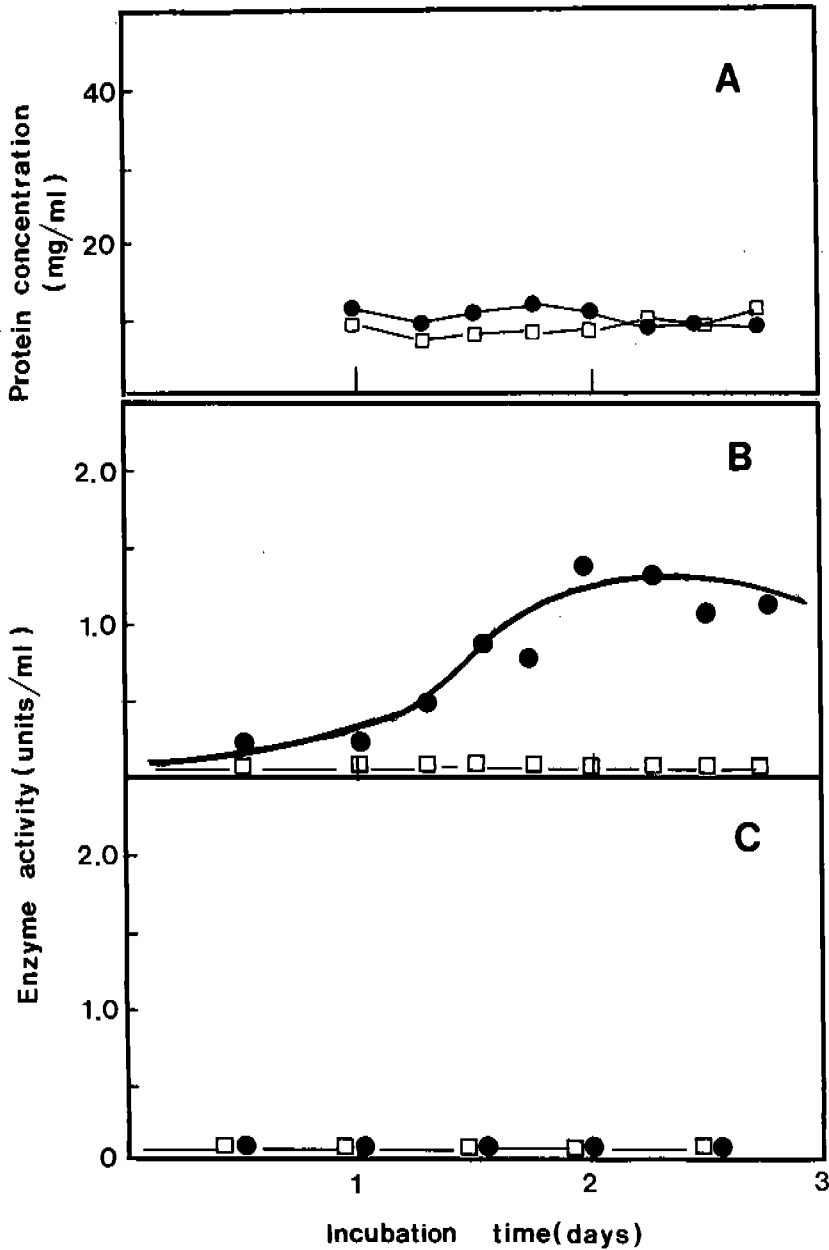 Protein concentration
(mg/ml)
40
20
A
Enzyme activity(units/ml)
2.0
1.0
B
2.0
1.0
0
C
1
2
3
Incubation time(days)